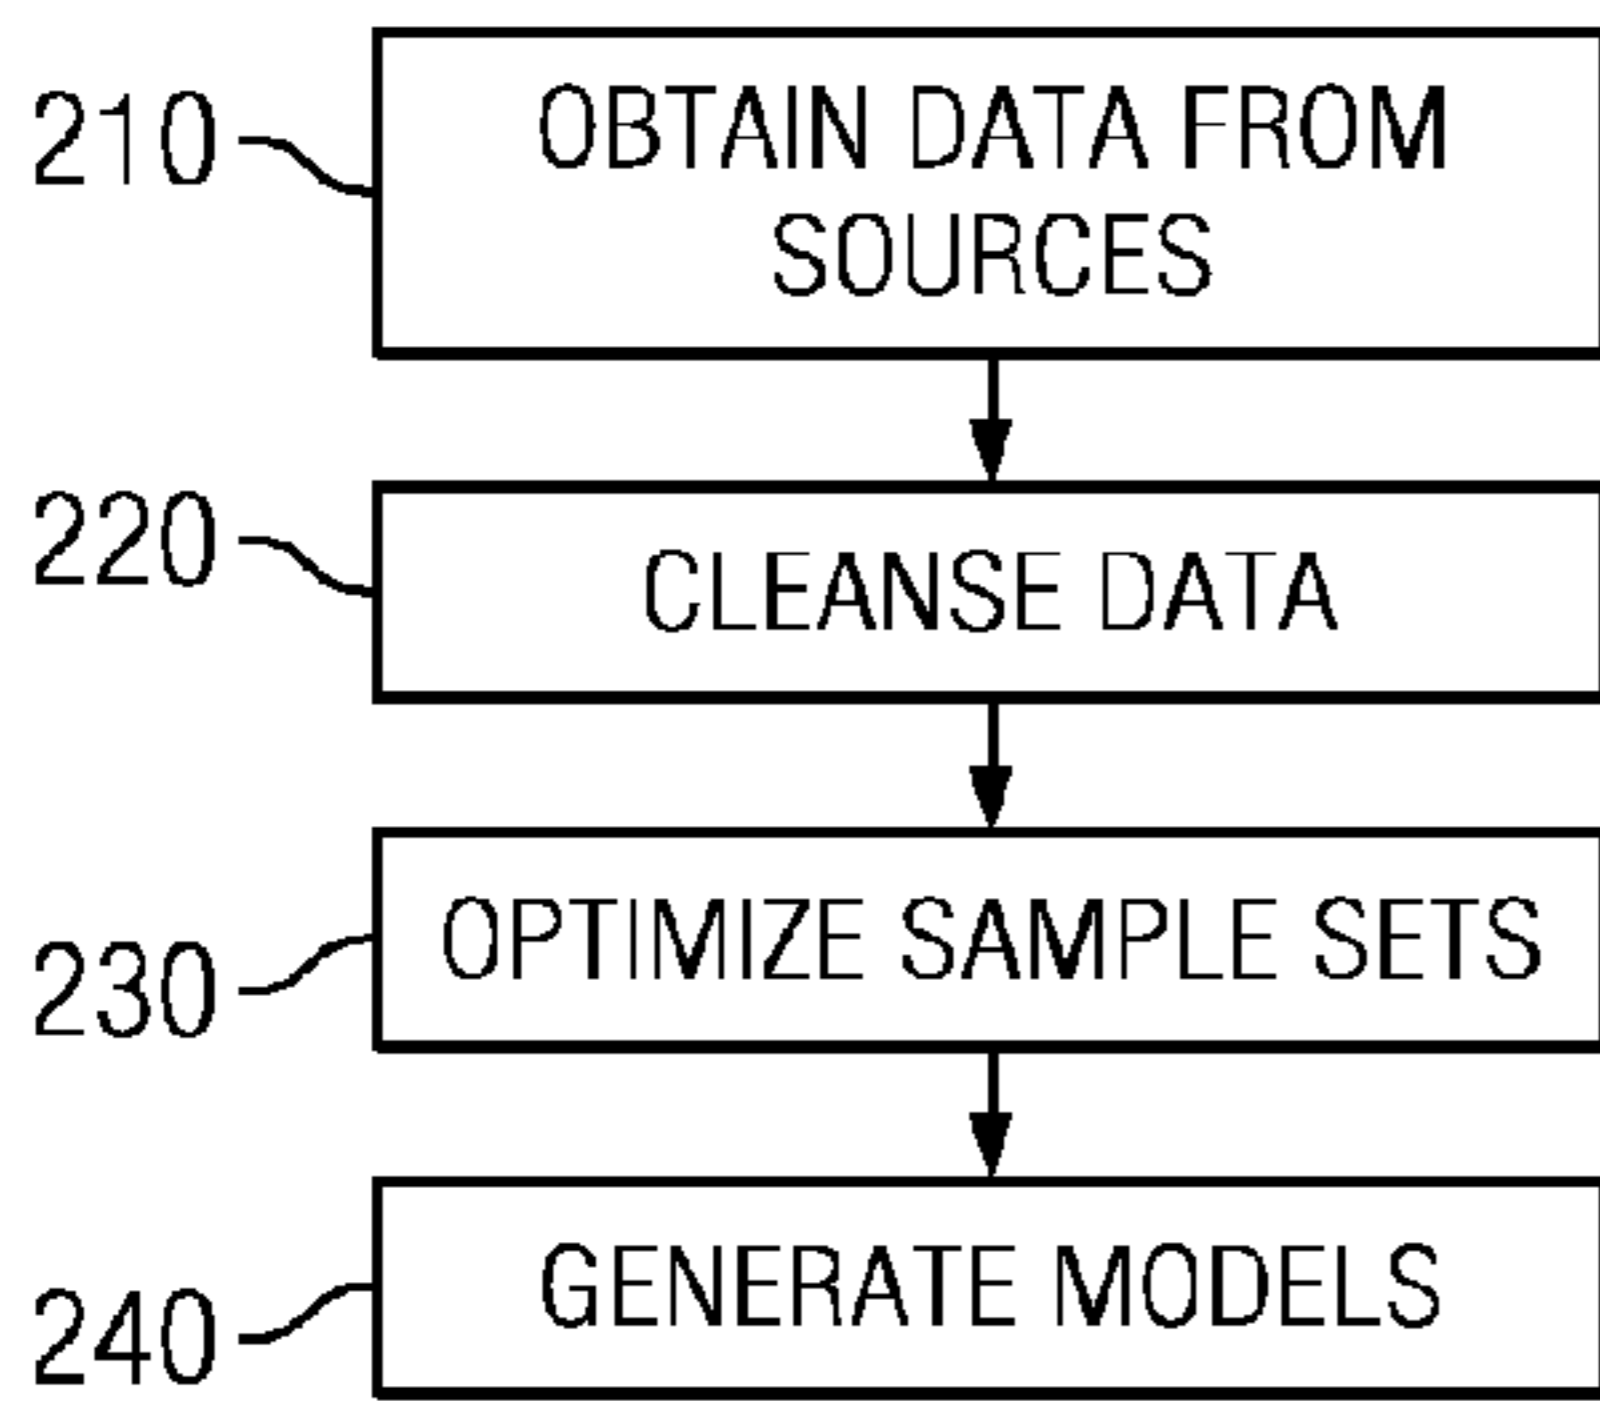 210
OBTAIN DATA FROM
SOURCES
220
CLEANSE DATA
230
OPTIMIZE SAMPLE SETS
240
GENERATE MODELS